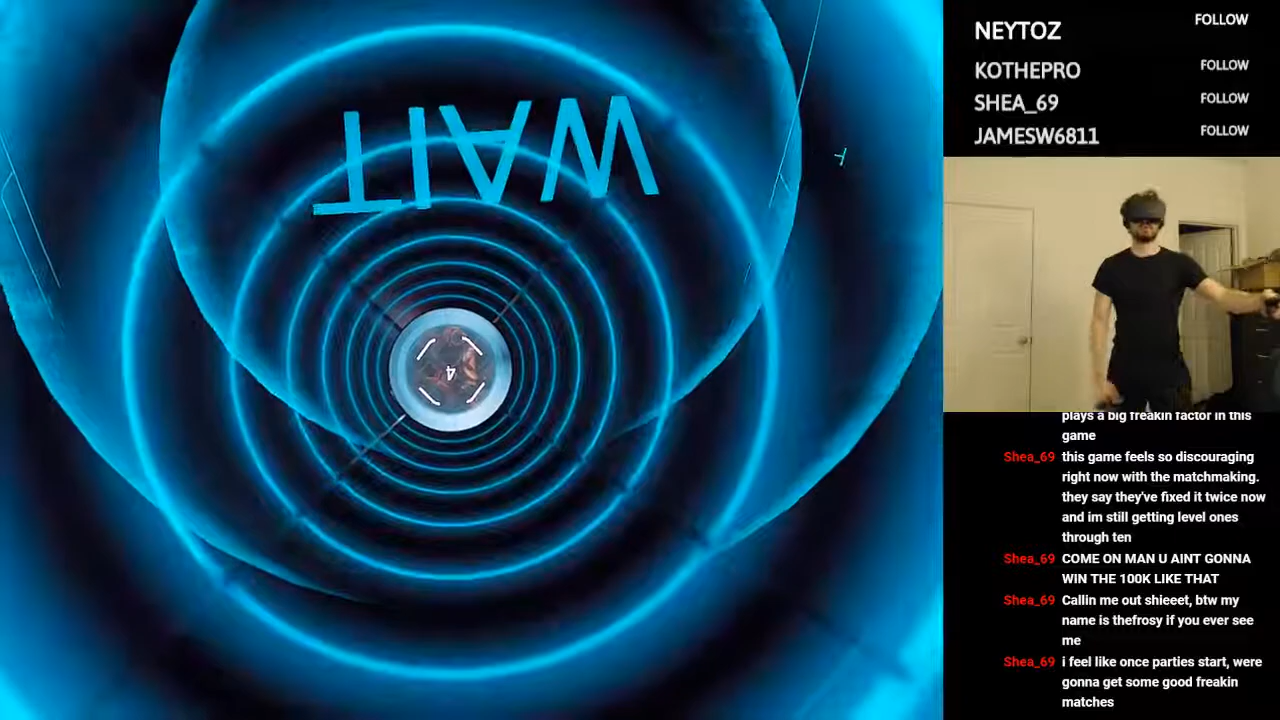 WAIT
4
NEYTOZ FOLLOW
KOTHEPRO FOLLOW
SHEA_69 FOLLOW
JAMESW6811 FOLLOW
plays a big freakin factor in this
game
Shea_69 this game feels so discouraging
right now with the matchmaking.
they say they've fixed it twice now
and im still getting level ones
through ten
Shea_69 COME ON MAN U AINT GONNA
WIN THE 100K LIKE THAT
Shea_69 Callin me out shieeet, btw my
name is thefrosy if you ever see
me
Shea_69 i feel like once parties start, were
gonna get some good freakin
matches